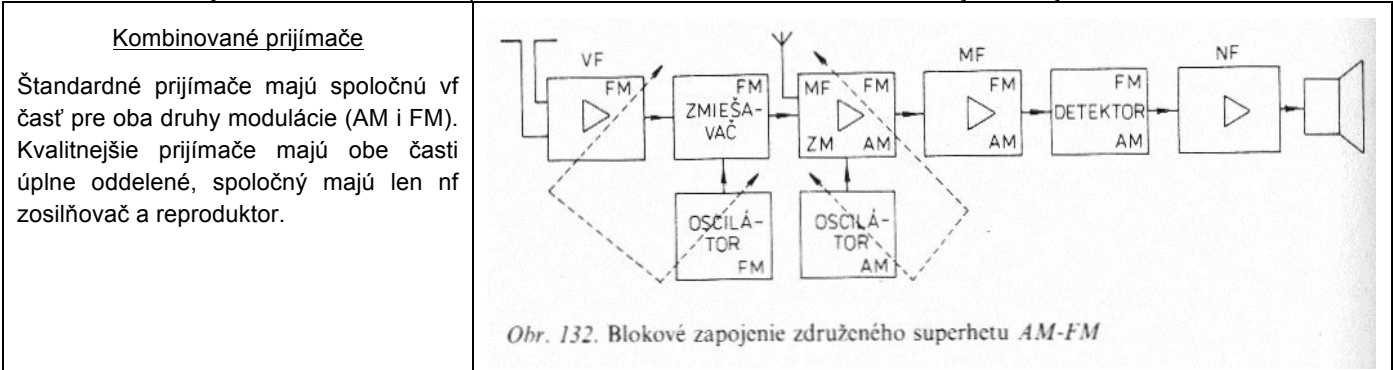 Kombinované prijímače
Štandardné prijímače majú spoločnú vf
časť pre oba druhy modulácie (AM i FM).
Kvalitnejšie prijímače majú obe časti
úplne oddelené, spoločný majú len nf
zosilňovač a reproduktor.
VF
FM
FM
ZMIEŠA-
VAČ
MF FM
ZM AM
MF
FM
AM
FM
DETEKTOR
AM
NF
OSCILÁ-
TOR
FM
OSCILÁ-
TOR
AM
Obr. 132. Blokové zapojenie združeného superhetu AM-FM